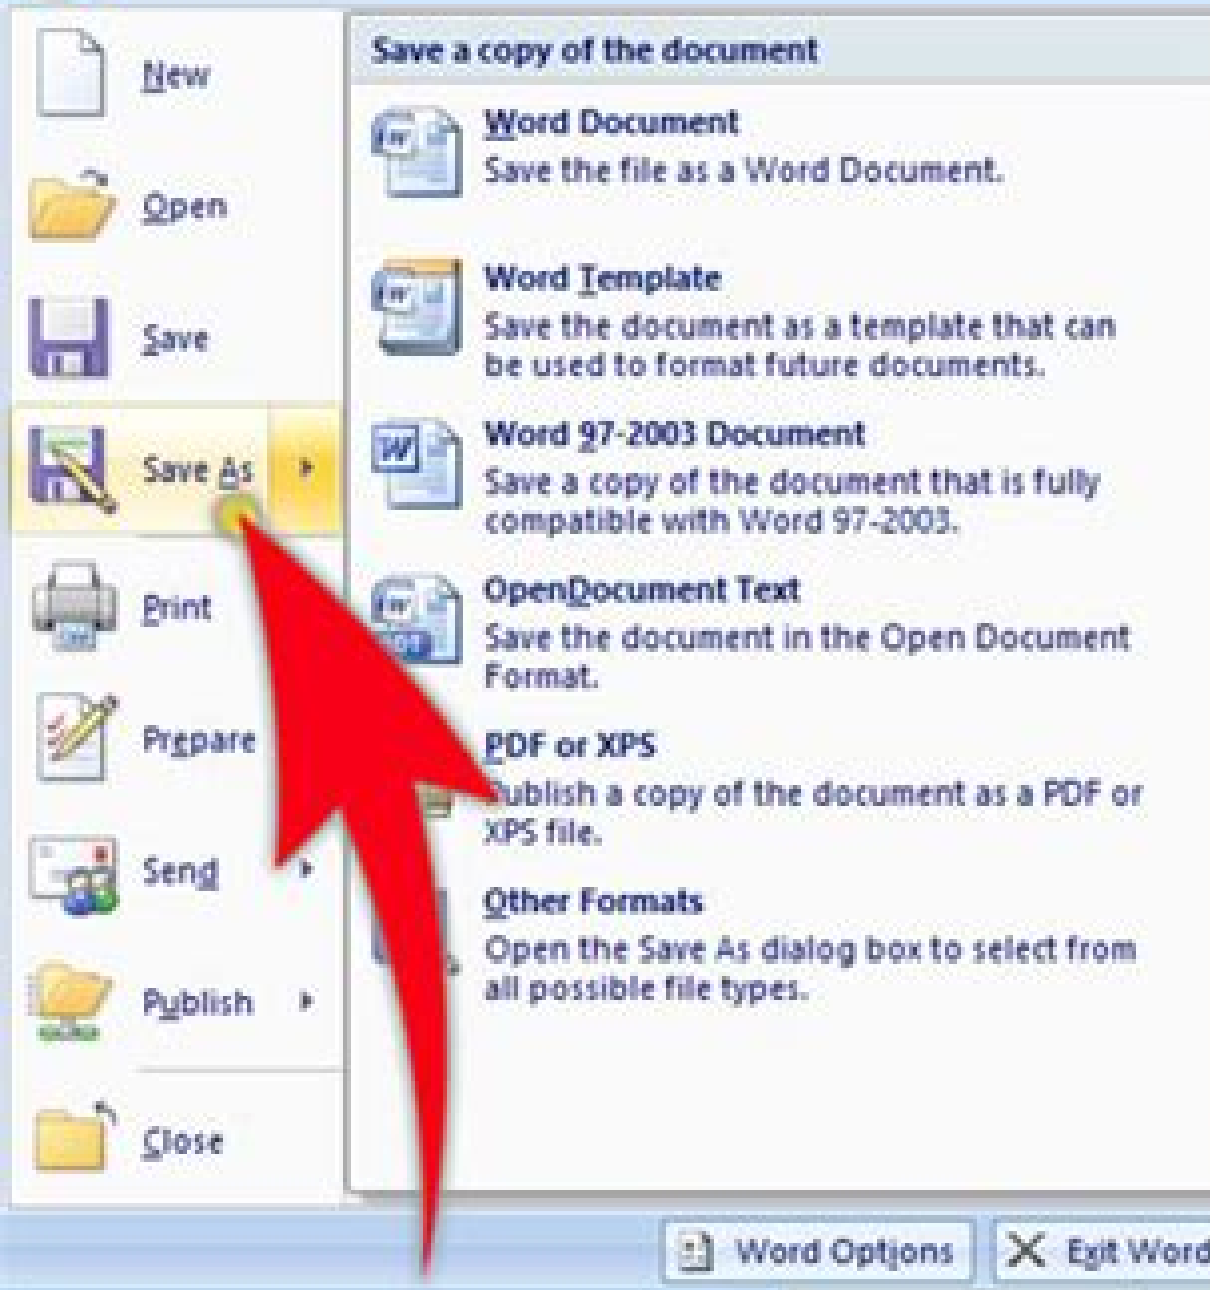 New
Open
Save
Save As
Print
Prepare
Send
Publish
Close
Save a copy of the document
Word Document
Save the file as a Word Document.
Word Template
Save the document as a template that can
be used to format future documents.
Word 97-2003 Document
Save a copy of the document that is fully
compatible with Word 97-2003.
OpenDocument Text
Save the document in the Open Document
Format.
PDF or XPS
Publish a copy of the document as a PDF or
XPS file.
Other Formats
Open the Save As dialog box to select from
all possible file types.
Word Options
Exit Word